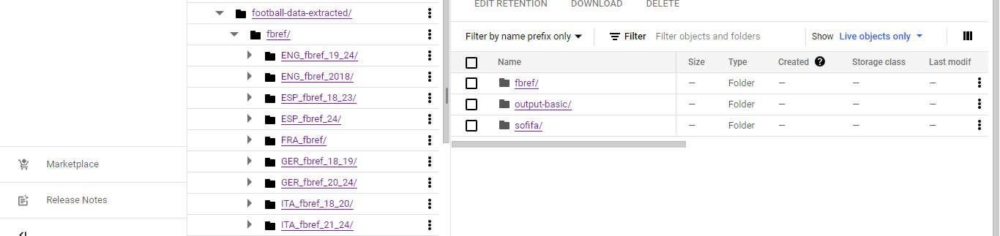 EDIT RETENTION DOWNLOAD DELETE
football-data-extracted/
fbref/
ENG_fbref_19_24/
ENG_fbref_2018/
ESP_fbref_18_23/
ESP_fbref_24/
FRA_fbref/
GER_fbref_18_19/
GER_fbref_20_24/
ITA_fbref_18_20/
ITA_fbref_21_24/
Marketplace
Release Notes
Filter by name prefix only Filter Filter objects and folders Show Live objects only
Name Size Type Created ? Storage class Last modif
fbref/ — Folder — — —
output-basic/ — Folder — — —
sofifa/ — Folder — — —